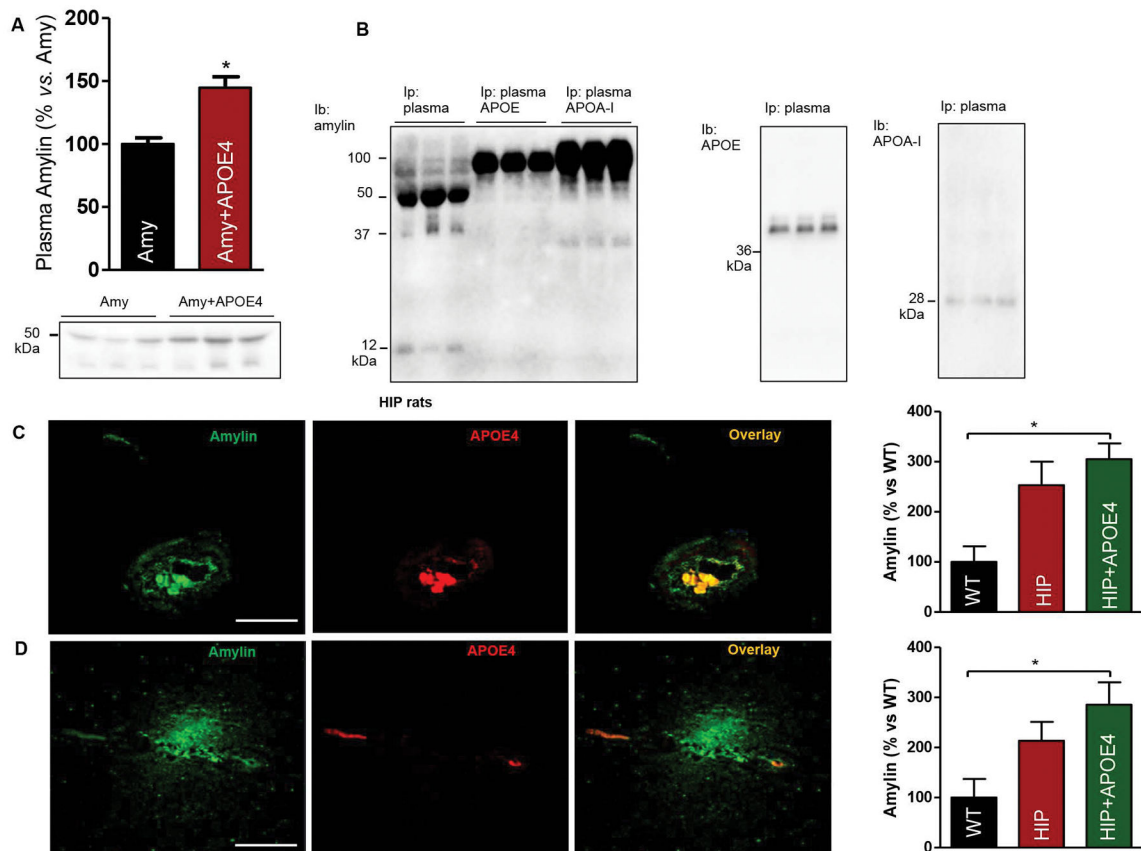 A
Plasma Amylin (% vs. Amy)
200
150
100
50
0
*
Amy
Amy+APOE4
Amy
Amy+APOE4
50
kDa
B
Ib:
amylin
Ip:
plasma
Ip: plasma
APOE
Ip: plasma
APOA-I
100
50
37
12
kDa
Ib:
APOE
Ip: plasma
36
kDa
Ib:
APOA-I
Ip: plasma
28
kDa
HIP rats
C
Amylin
APOE4
Overlay
Amylin (% vs WT)
400
300
200
100
0
*
WT
HIP
HIP+APOE4
D
Amylin
APOE4
Overlay
Amylin (% vs WT)
400
300
200
100
0
*
WT
HIP
HIP+APOE4